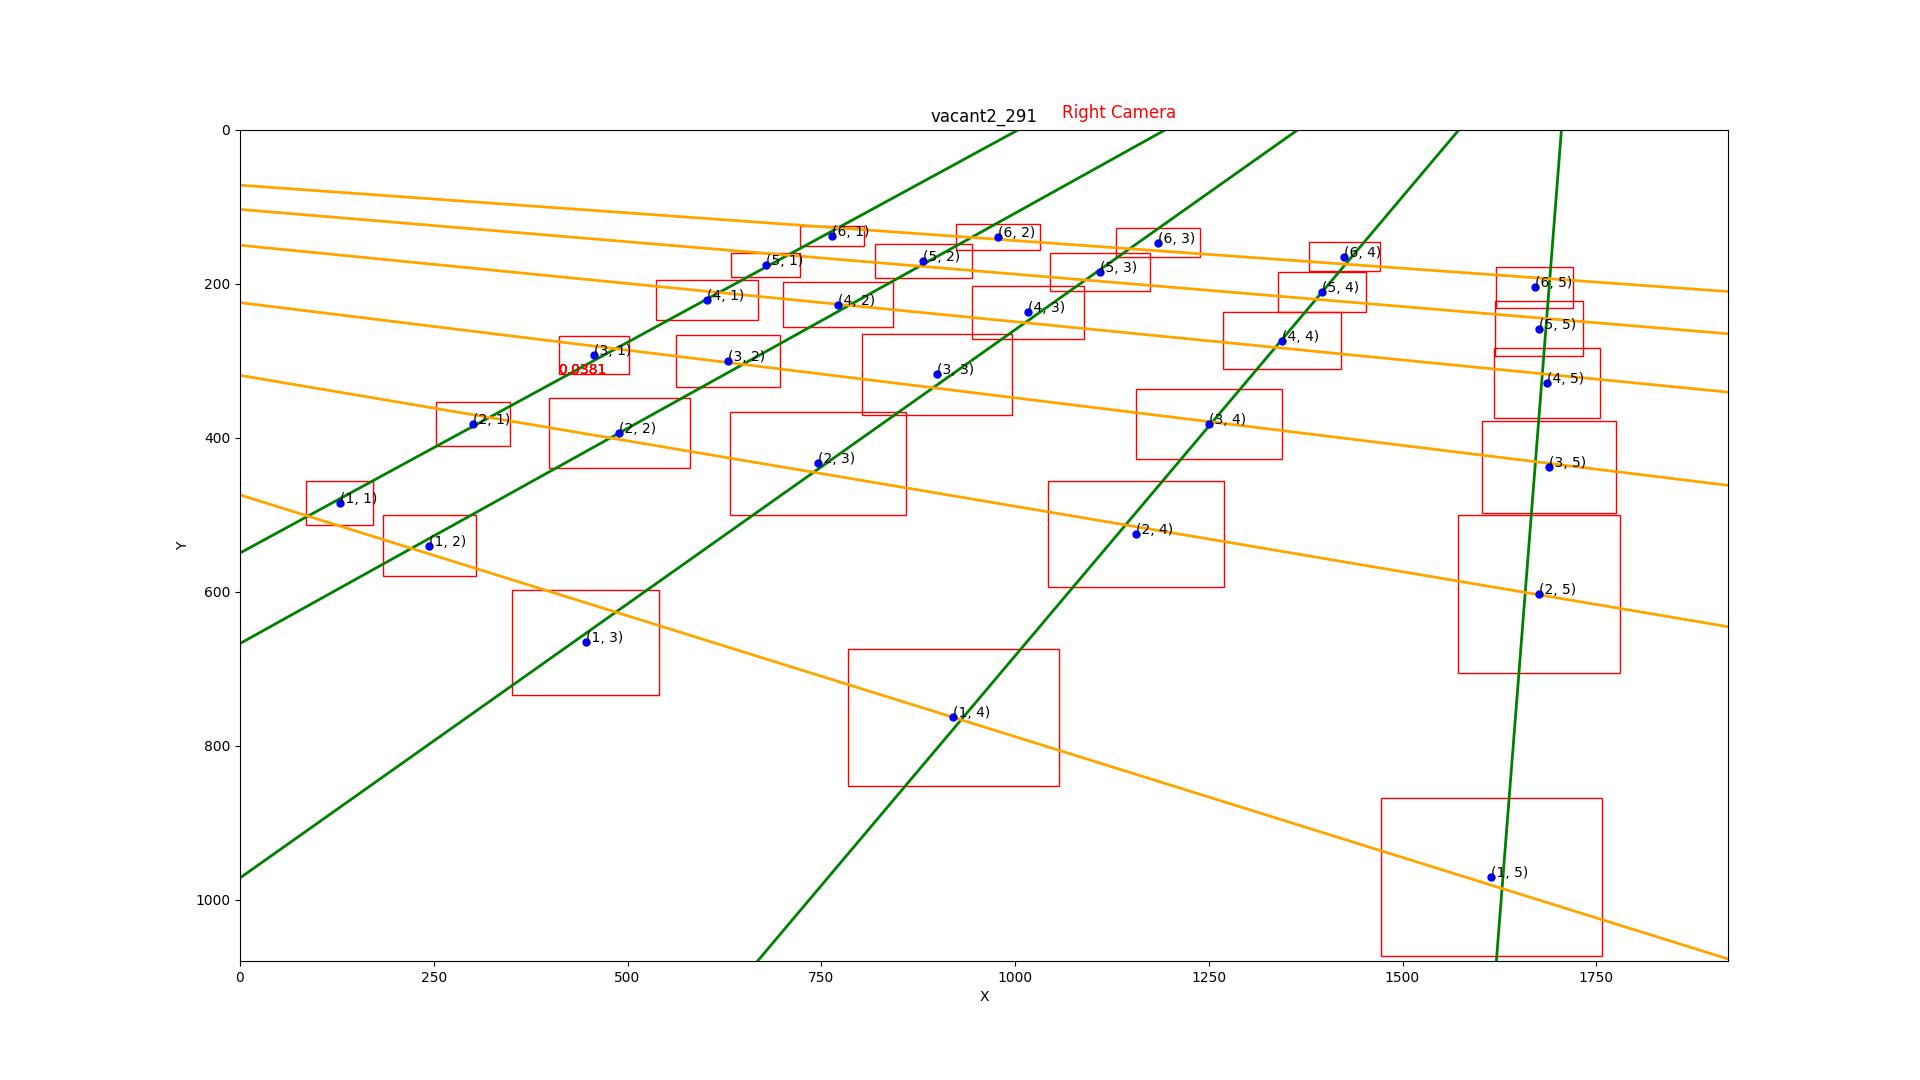 vacant2_291 Right Camera
0
(6, 1) (6, 2) (6, 3) (6, 4) (6, 5)
200
(5, 1) (5, 2) (5, 3) (5, 4) (5, 5)
(4, 1) (4, 2) (4, 3) (4, 4) (4, 5)
(3, 1) (3, 2) (3, 3) (3, 4) (3, 5)
0.0381
400
(2, 1) (2, 2) (2, 3) (2, 4) (2, 5)
(1, 1) (1, 2) (1, 3) (1, 4) (1, 5)
Y
600
800
1000
0 250 500 750 1000 1250 1500 1750
X